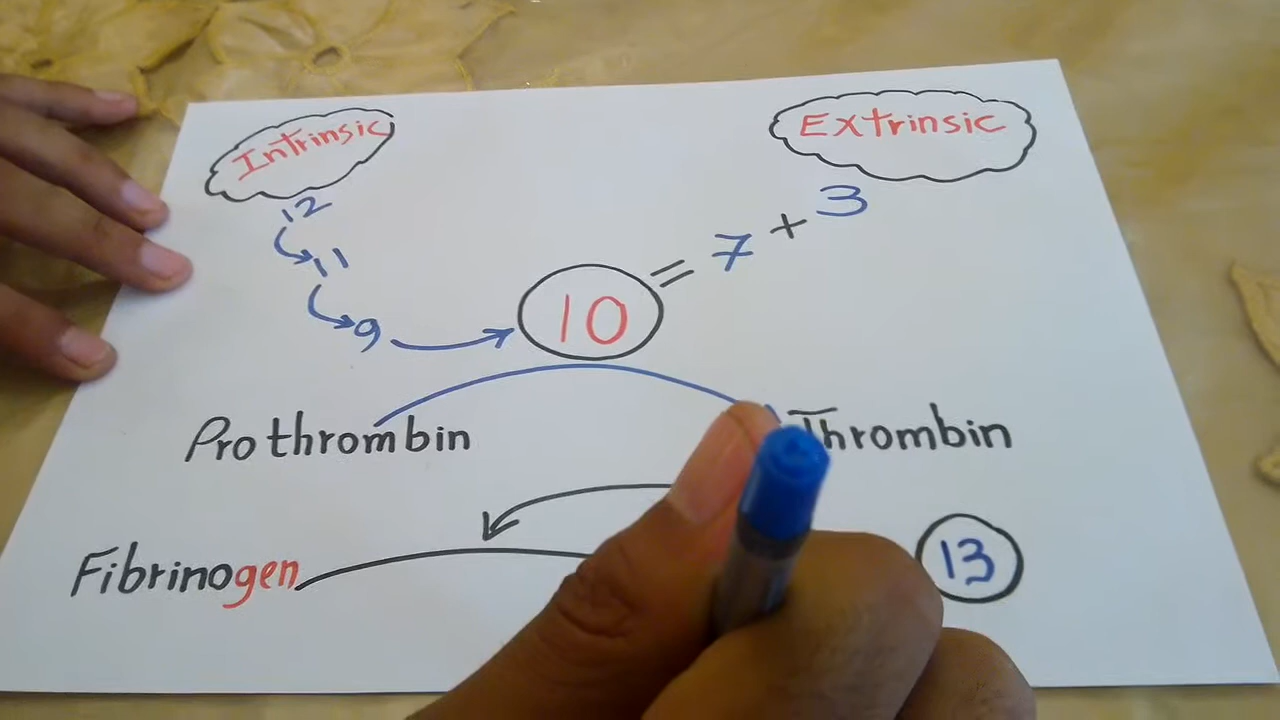 Intrinsic
Extrinsic
12
11
9
10 = 7 + 3
Prothrombin
Thrombin
Fibrinogen
13